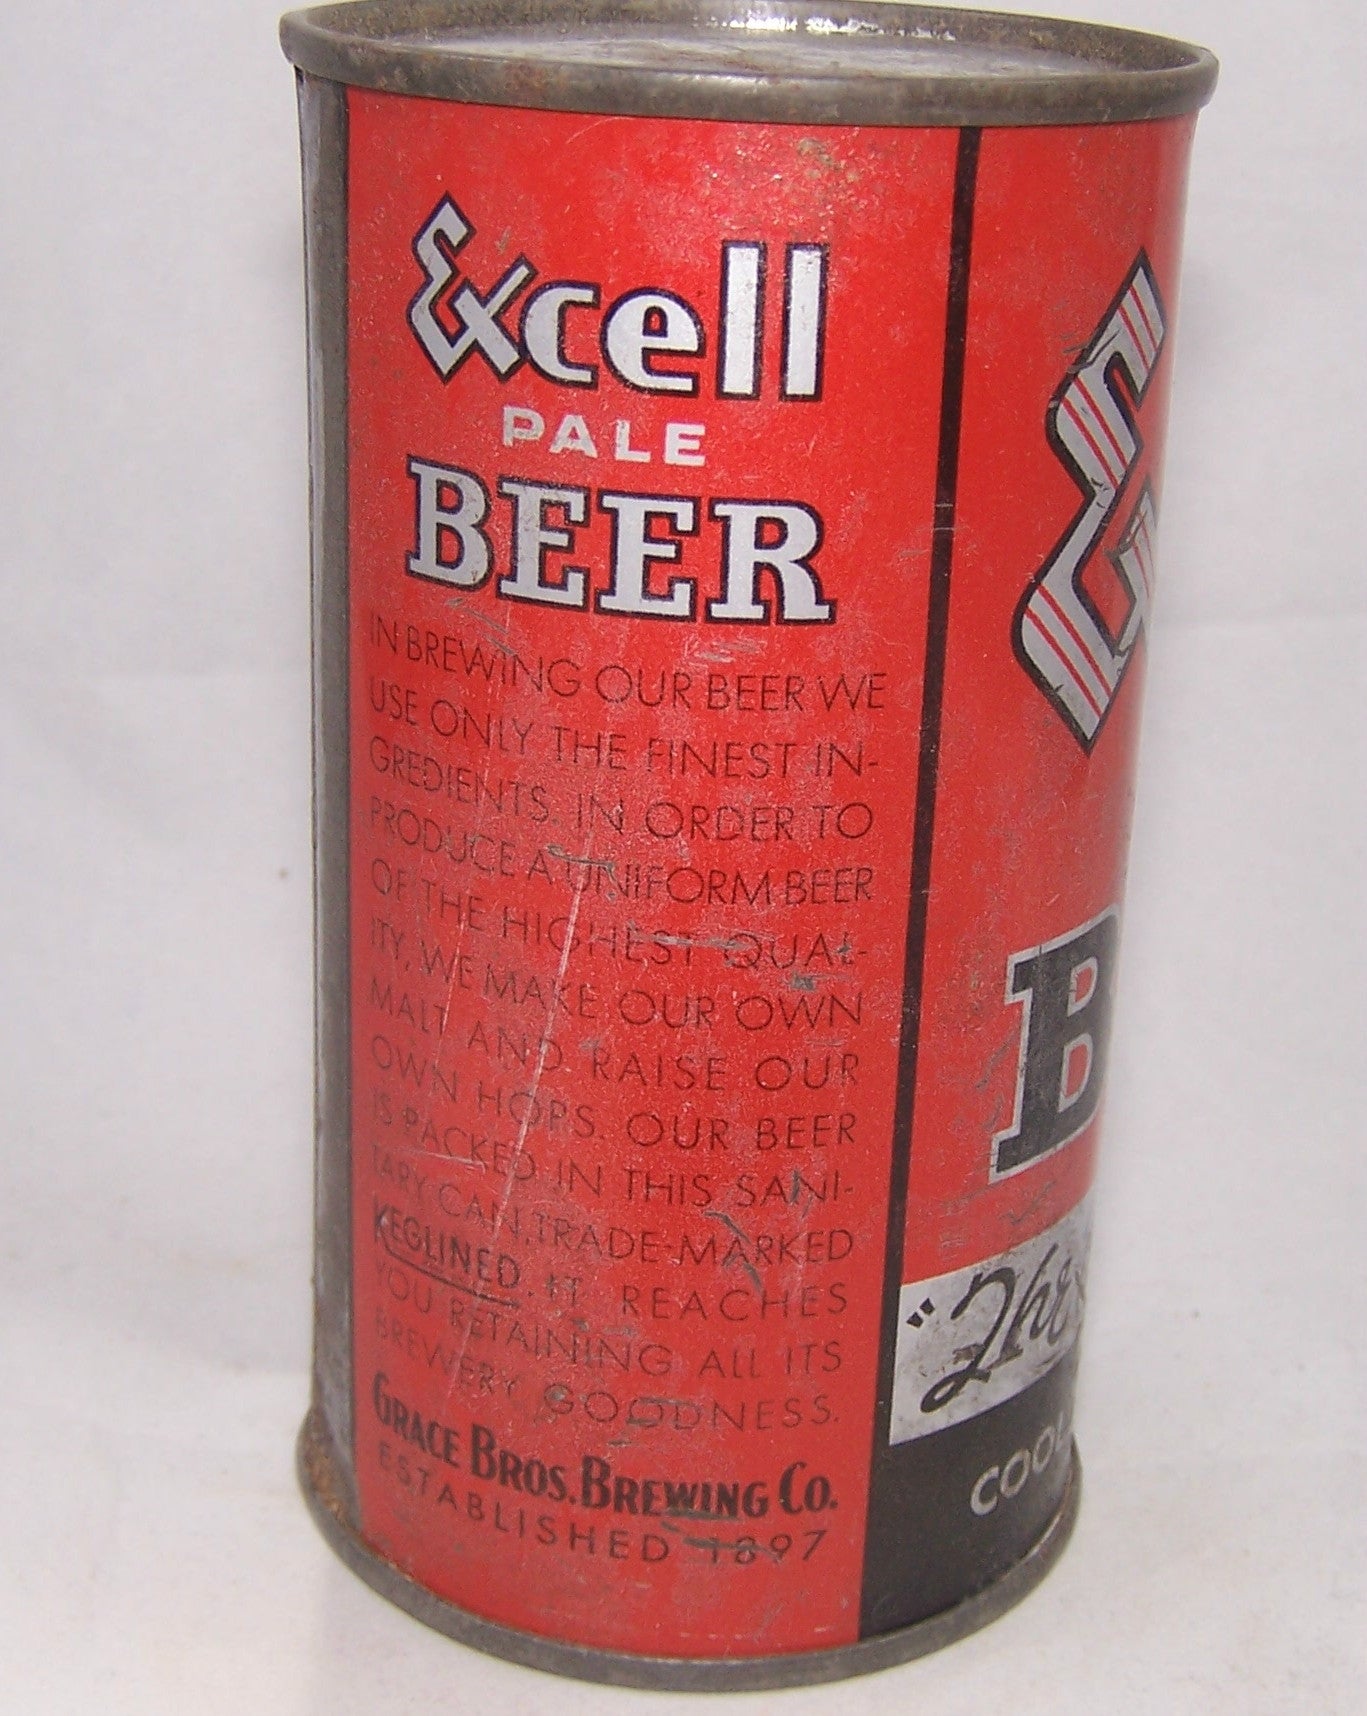 Excell
PALE
BEER
IN BREWING OUR BEER WE
USE ONLY THE FINEST IN-
GREDIENTS. IN ORDER TO
PRODUCE A UNIFORM BEER
OF THE HIGHEST QUAL-
ITY, WE MAKE OUR OWN
MALT AND RAISE OUR
OWN HOPS. OUR BEER
IS PACKED IN THIS SANI-
TARY CAN, TRADE-MARKED
KEGLINED. IT REACHES
YOU RETAINING ALL ITS
BREWERY GOODNESS.
GRACE BROS. BREWING CO.
ESTABLISHED 1897
E
B
"The
COOL